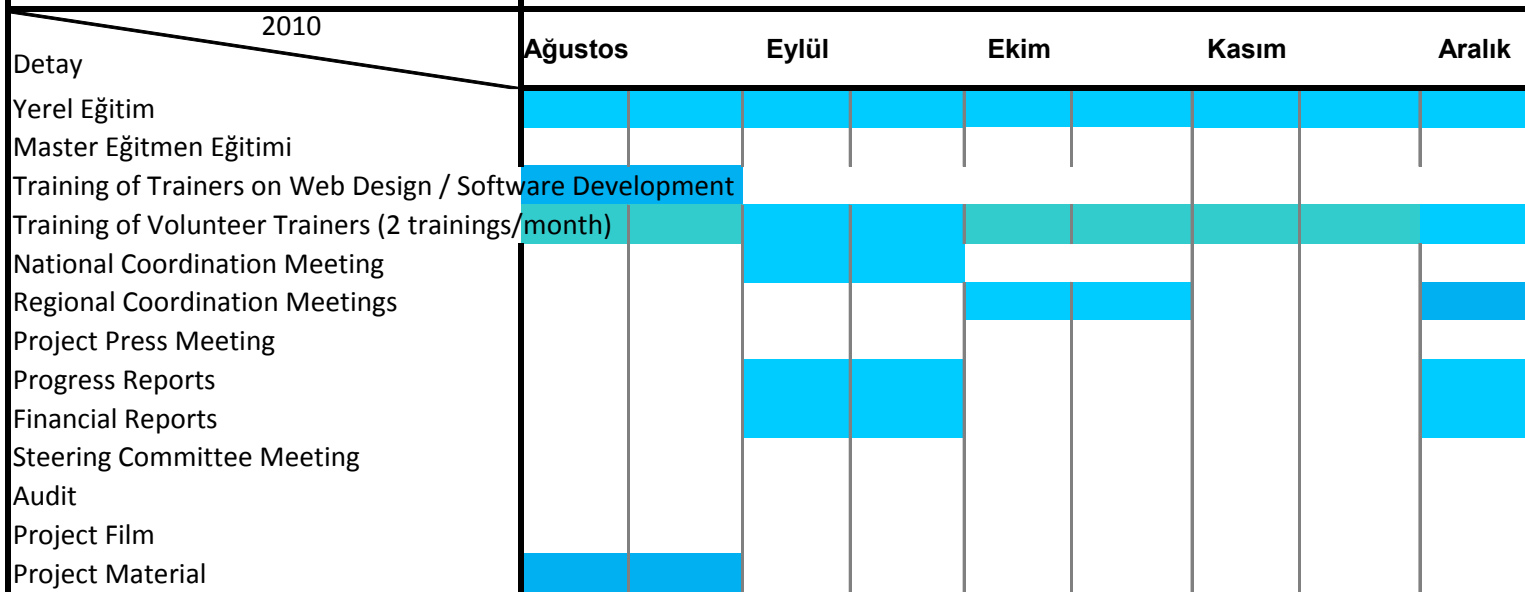 2010
Detay
Ağustos Eylül Ekim Kasım Aralık
Yerel Eğitim
Master Eğitmen Eğitimi
Training of Trainers on Web Design / Software Development
Training of Volunteer Trainers (2 trainings/month)
National Coordination Meeting
Regional Coordination Meetings
Project Press Meeting
Progress Reports
Financial Reports
Steering Committee Meeting
Audit
Project Film
Project Material